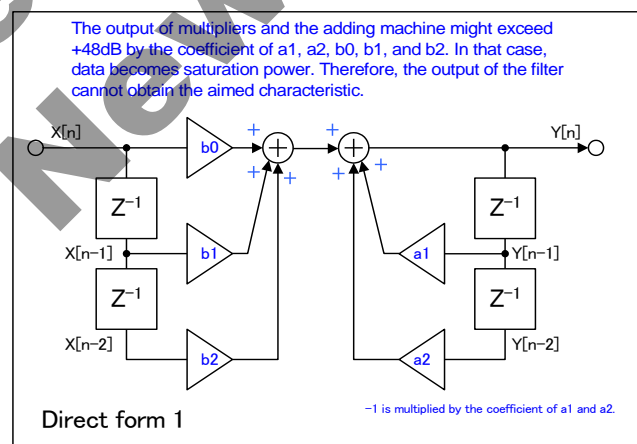 The output of multipliers and the adding machine might exceed
+48dB by the coefficient of a1, a2, b0, b1, and b2. In that case,
data becomes saturation power. Therefore, the output of the filter
cannot obtain the aimed characteristic.
X[n]
Y[n]
b0
+
+
+
+
+
+
+
+
Z⁻¹
Z⁻¹
X[n-1]
b1
a1
Y[n-1]
Z⁻¹
Z⁻¹
X[n-2]
b2
a2
Y[n-2]
Direct form 1
-1 is multiplied by the coefficient of a1 and a2.
New